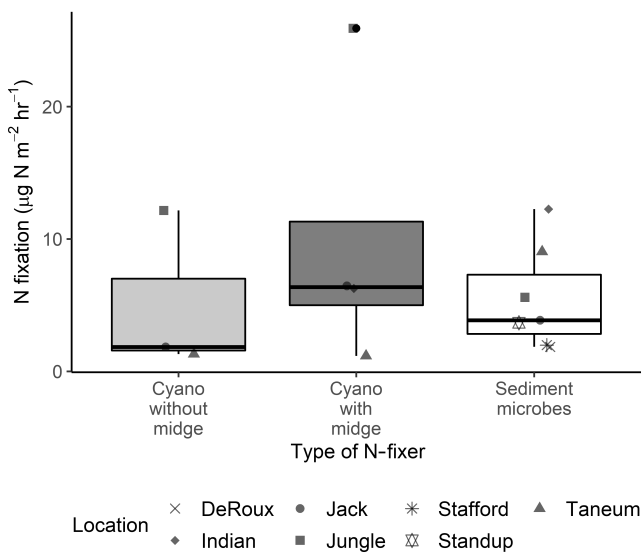 N fixation (μg N m−2 hr−1)
20
10
0
Cyano
without
midge
Cyano
with
midge
Sediment
microbes
Type of N-fixer
Location
DeRoux
Jack
Stafford
Taneum
Indian
Jungle
Standup